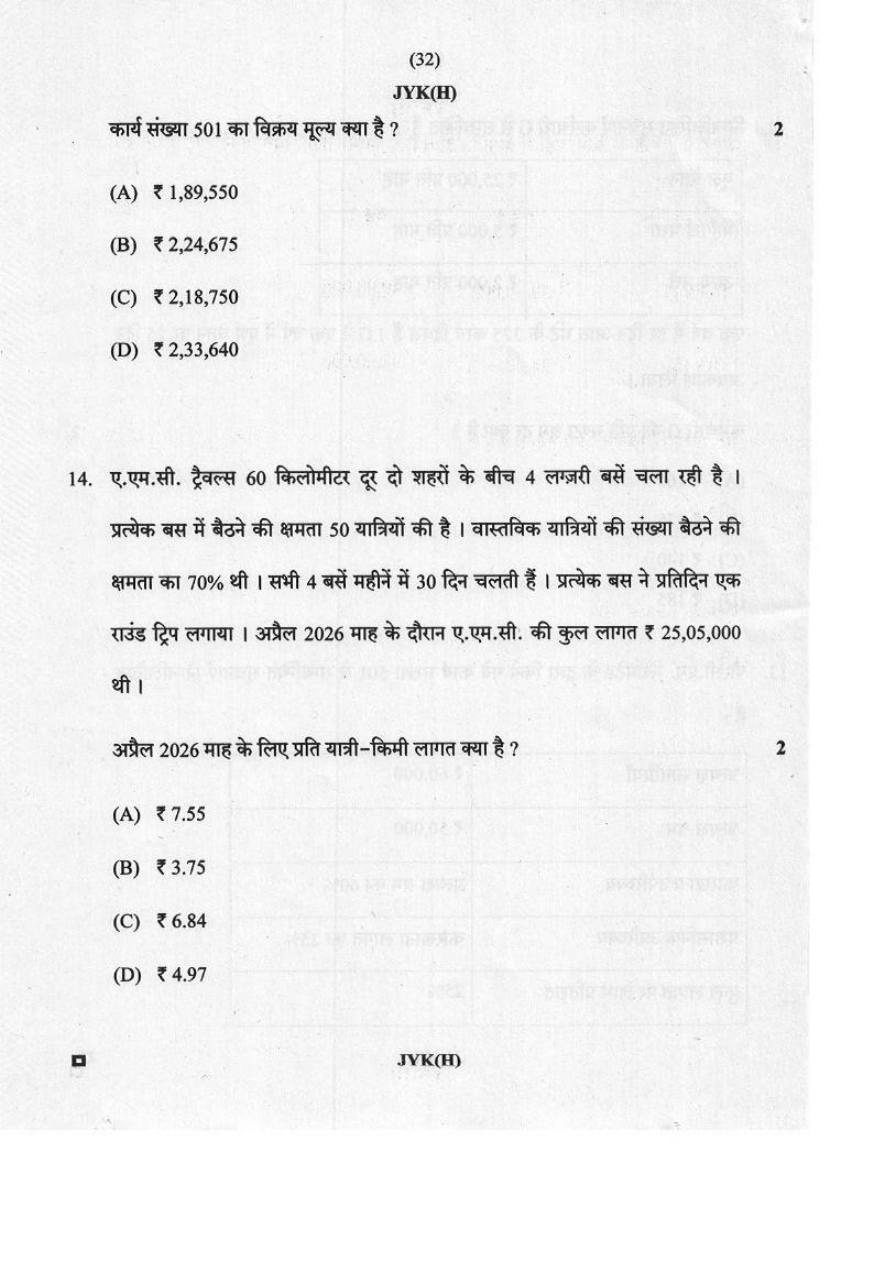 (32)
JYK(H)
कार्य संख्या 501 का विक्रय मूल्य क्या है ? 2
(A) ₹ 1,89,550
(B) ₹ 2,24,675
(C) ₹ 2,18,750
(D) ₹ 2,33,640
14. ए.एम.सी. ट्रैवल्स 60 किलोमीटर दूर दो शहरों के बीच 4 लग्ज़री बसें चला रही है ।
प्रत्येक बस में बैठने की क्षमता 50 यात्रियों की है । वास्तविक यात्रियों की संख्या बैठने की
क्षमता का 70% थी । सभी 4 बसें महीनें में 30 दिन चलती हैं । प्रत्येक बस ने प्रतिदिन एक
राउंड ट्रिप लगाया । अप्रैल 2026 माह के दौरान ए.एम.सी. की कुल लागत ₹ 25,05,000
थी ।
अप्रैल 2026 माह के लिए प्रति यात्री-किमी लागत क्या है ? 2
(A) ₹ 7.55
(B) ₹ 3.75
(C) ₹ 6.84
(D) ₹ 4.97
JYK(H)